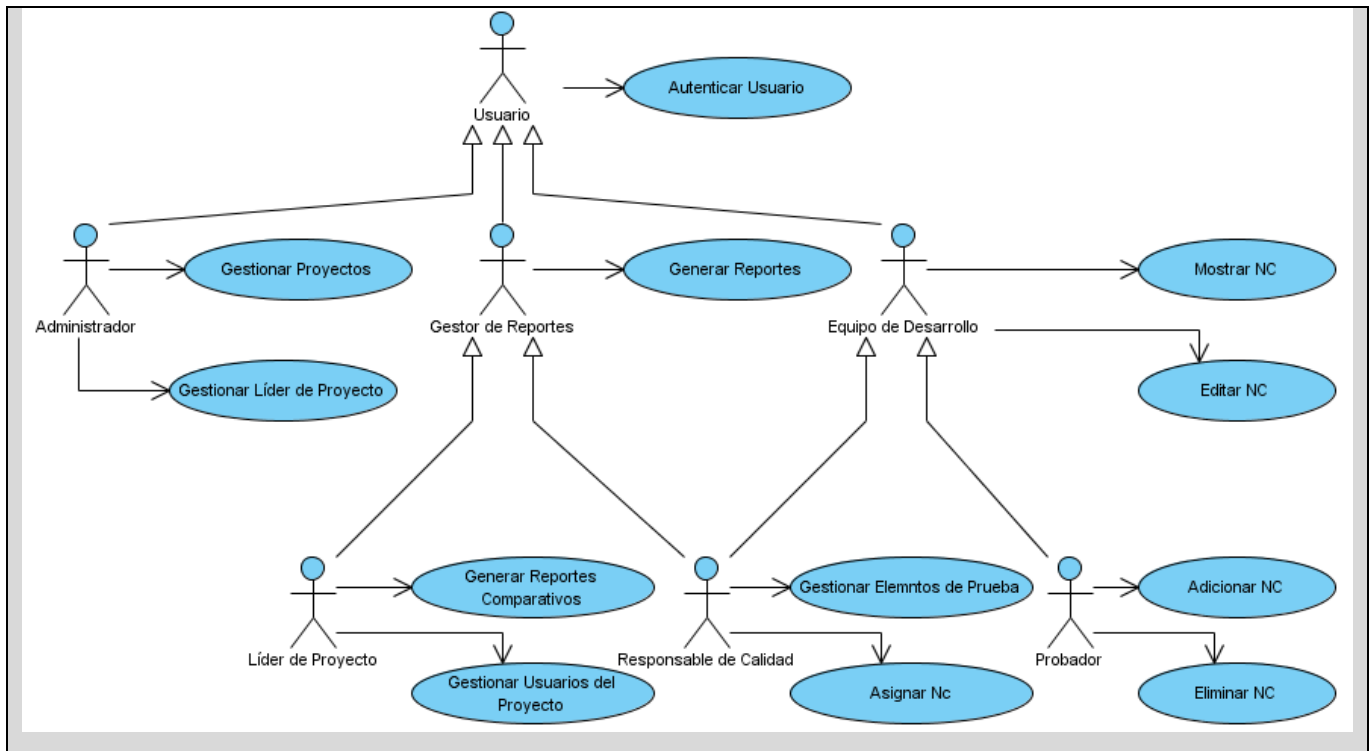 Autenticar Usuario
Usuario
Gestionar Proyectos
Generar Reportes
Mostrar NC
Administrador
Gestor de Reportes
Equipo de Desarrollo
Gestionar Líder de Proyecto
Editar NC
Generar Reportes
Comparativos
Gestionar Elemntos de Prueba
Adicionar NC
Líder de Proyecto
Responsable de Calidad
Probador
Gestionar Usuarios del
Proyecto
Asignar Nc
Eliminar NC